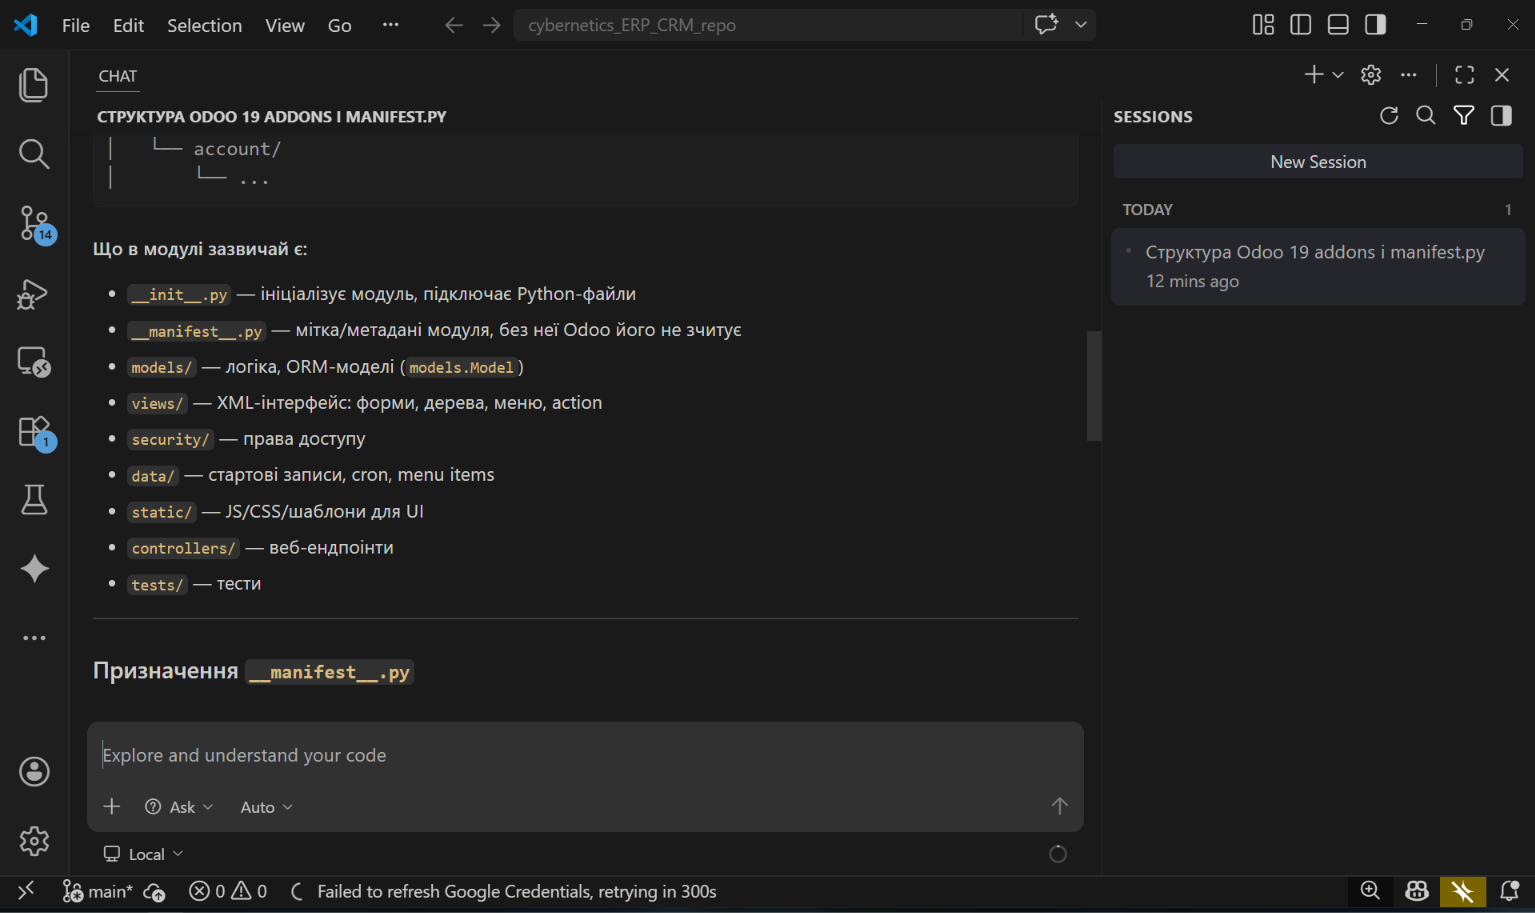 File Edit Selection View Go ···
cybernetics_ERP_CRM_repo
CHAT
СТРУКТУРА ODOO 19 ADDONS І MANIFEST.PY
│   └── account/
│       └── ...
Що в модулі зазвичай є:
• __init__.py — ініціалізує модуль, підключає Python-файли
• __manifest__.py — мітка/метадані модуля, без неї Odoo його не зчитує
• models/ — логіка, ORM-моделі (models.Model)
• views/ — XML-інтерфейс: форми, дерева, меню, action
• security/ — права доступу
• data/ — стартові записи, cron, menu items
• static/ — JS/CSS/шаблони для UI
• controllers/ — веб-ендпоінти
• tests/ — тести
Призначення __manifest__.py
Explore and understand your code
Ask Auto
Local
SESSIONS
New Session
TODAY 1
Структура Odoo 19 addons і manifest.py
12 mins ago
14
1
main* 0 0 Failed to refresh Google Credentials, retrying in 300s